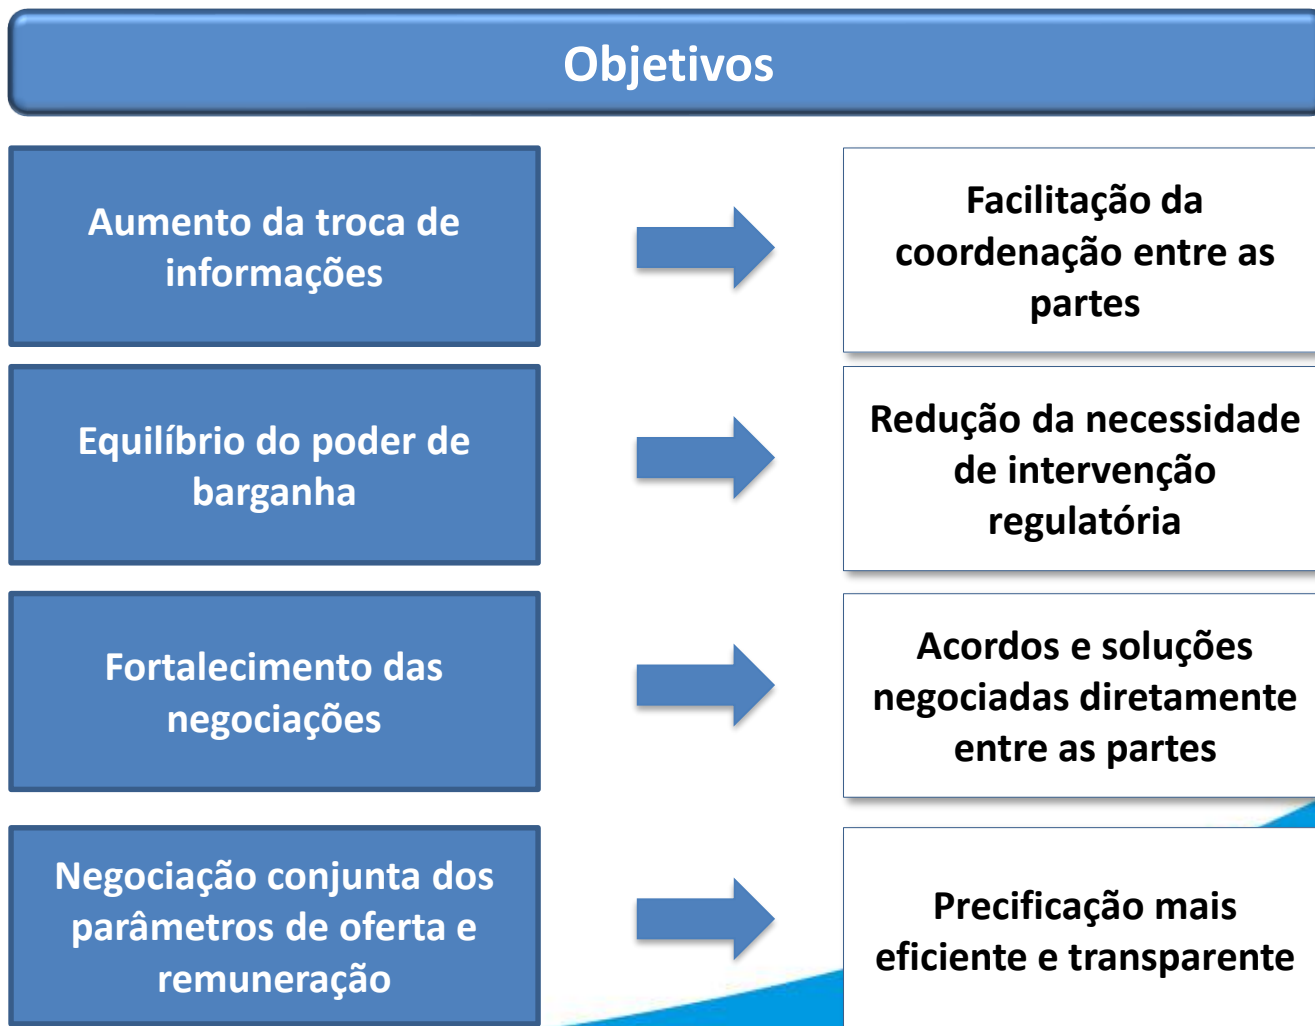 Objetivos
Aumento da troca de
informações
Facilitação da
coordenação entre as
partes
Equilíbrio do poder de
barganha
Redução da necessidade
de intervenção
regulatória
Fortalecimento das
negociações
Acordos e soluções
negociadas diretamente
entre as partes
Negociação conjunta dos
parâmetros de oferta e
remuneração
Precificação mais
eficiente e transparente